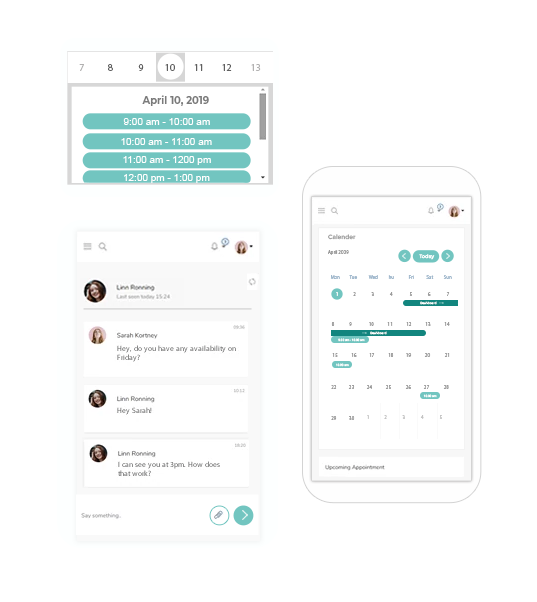 7 8 9 10 11 12 13
April 10, 2019
9:00 am - 10:00 am
10:00 am - 11:00 am
11:00 am - 1200 pm
12:00 pm - 1:00 pm
Linn Ronning
Last seen today 15:24
09:36
Sarah Kortney
Hey, do you have any availability on
Friday?
10:12
Linn Ronning
Hey Sarah!
Linn Ronning
I can see you at 3pm. How does
that work?
Say something..
Calender
April 2019
Today
Mon Tue Wed Thu Fri Sat Sun
1 2 3 4 5 6 7
8 9 10 11 12 13 14
15 16 17 18 19 20 21
22 23 24 25 26 27 28
29 30 1 2 3 4 5
Upcoming Appointment